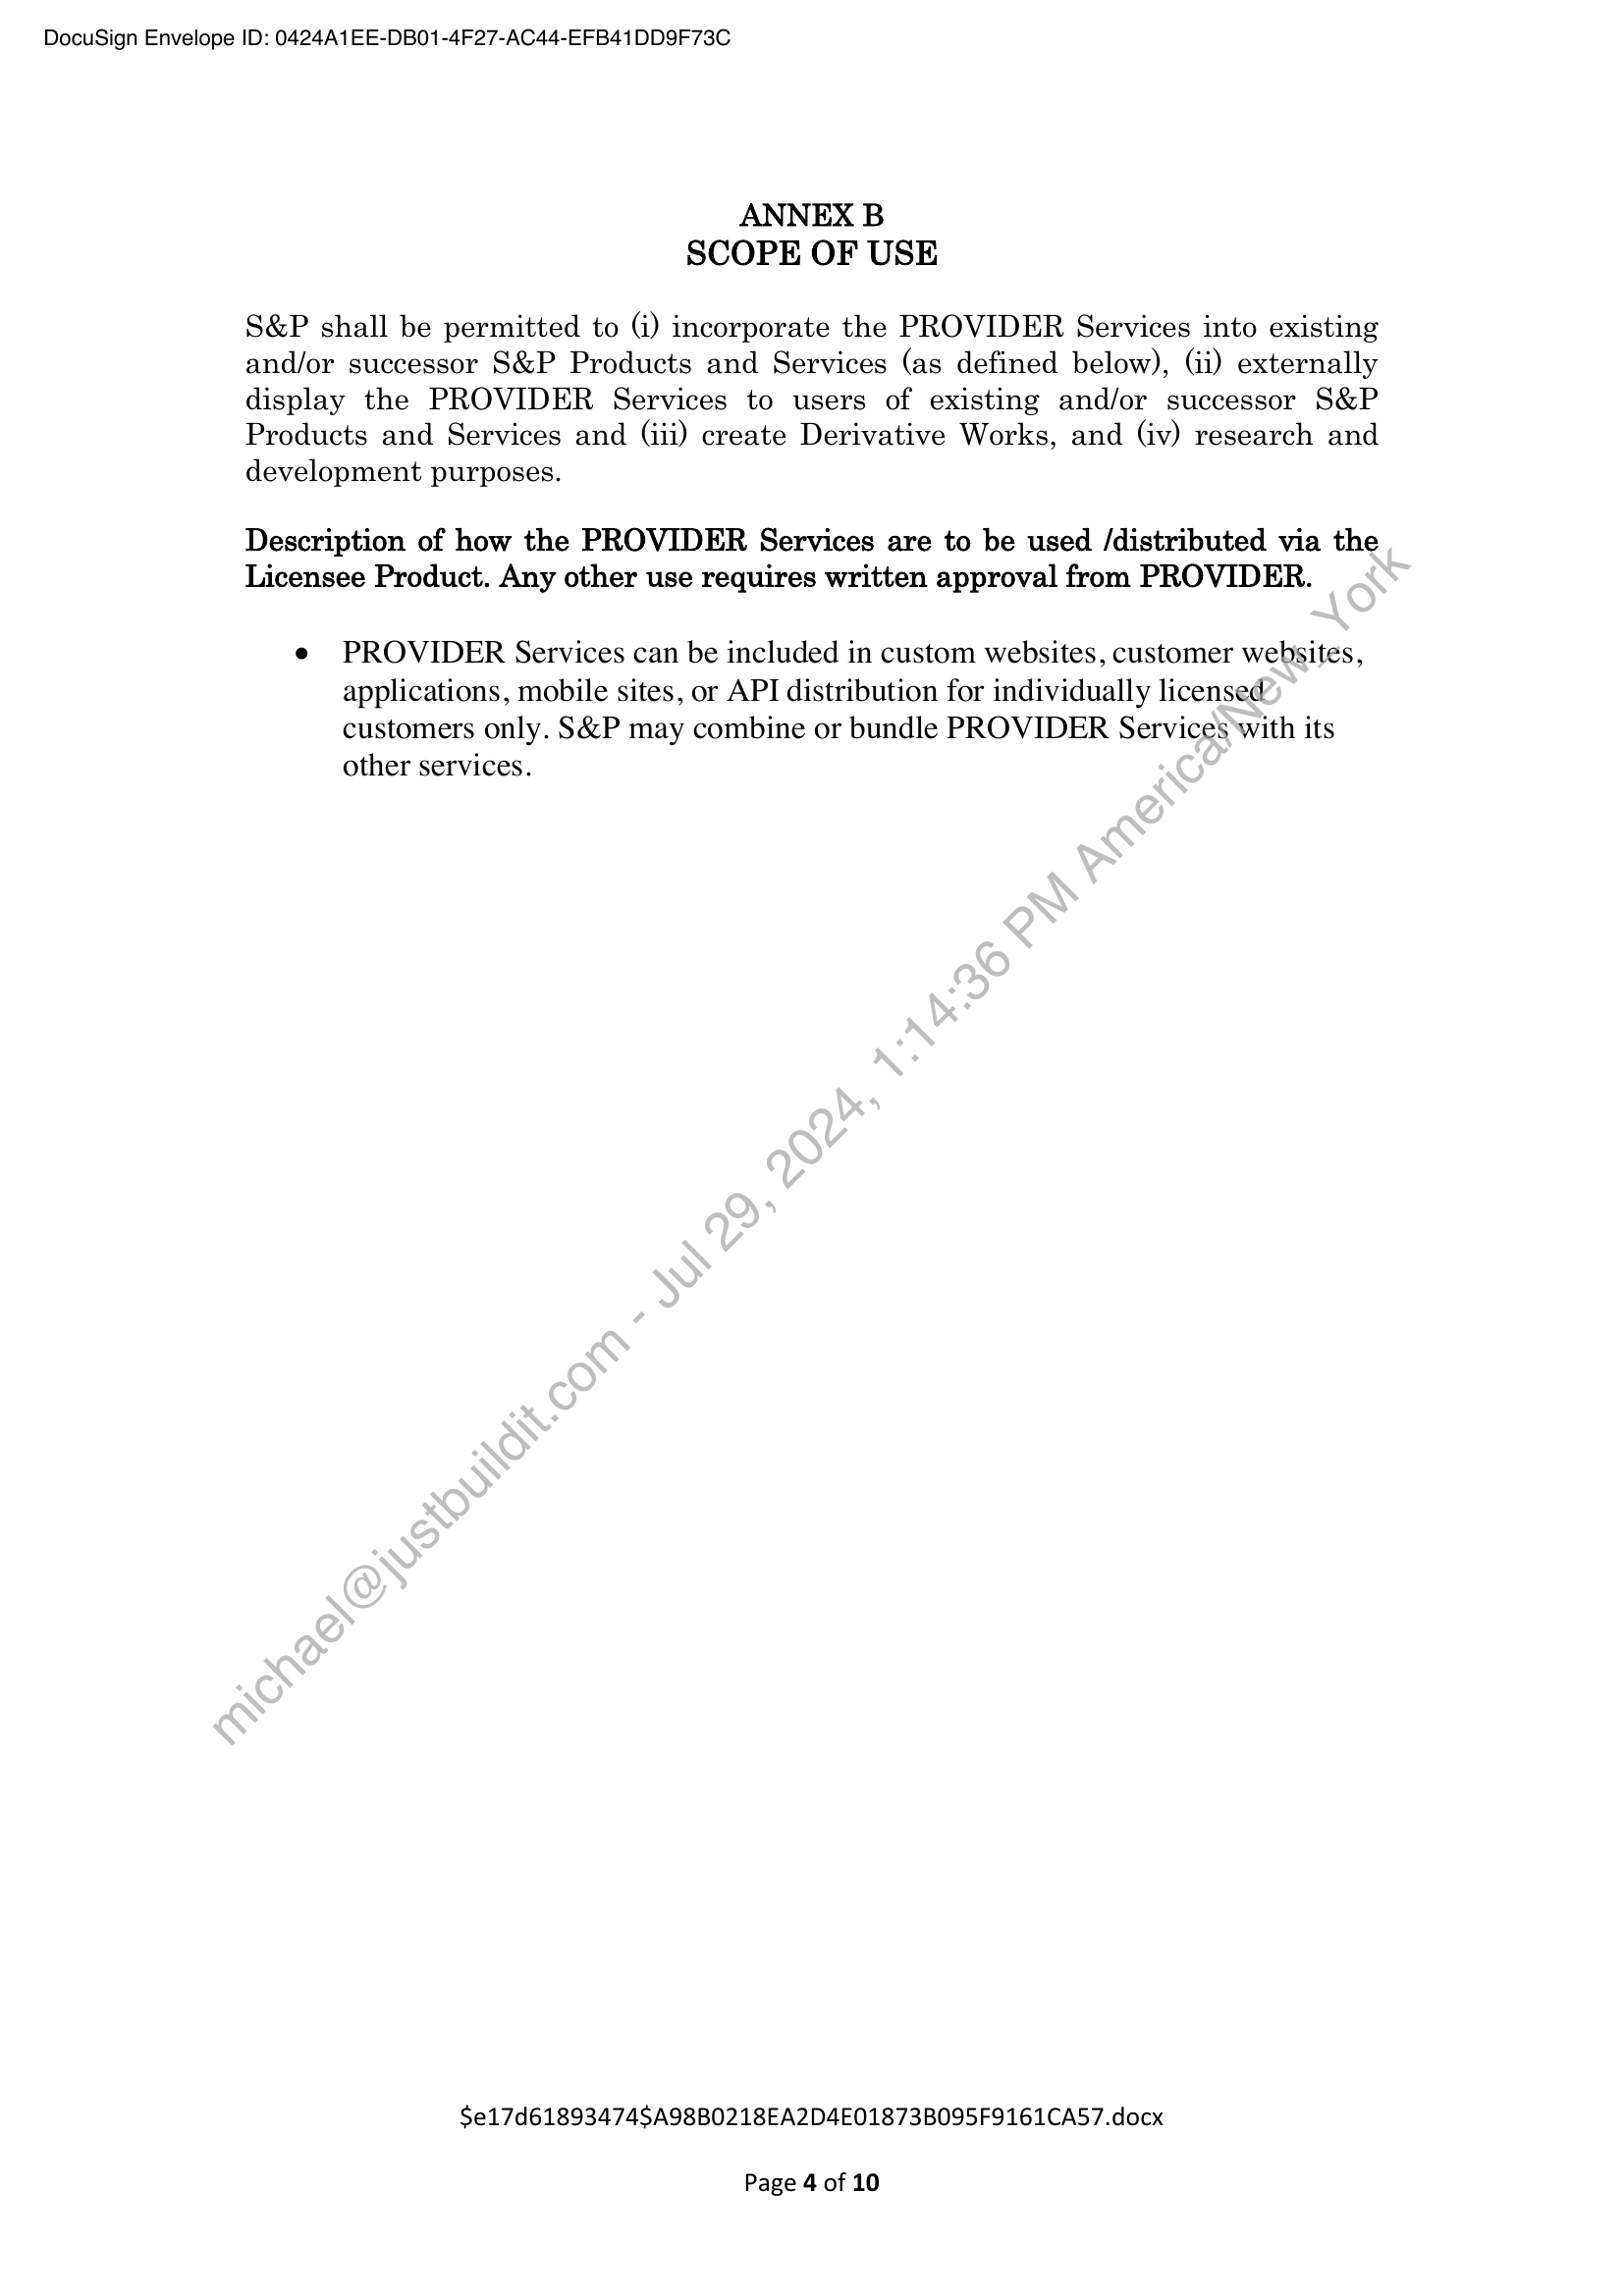 DocuSign Envelope ID: 0424A1EE-DB01-4F27-AC44-EFB41DD9F73C
ANNEX B
SCOPE OF USE
S&P shall be permitted to (i) incorporate the PROVIDER Services into existing
and/or successor S&P Products and Services (as defined below), (ii) externally
display the PROVIDER Services to users of existing and/or successor S&P
Products and Services and (iii) create Derivative Works, and (iv) research and
development purposes.
Description of how the PROVIDER Services are to be used /distributed via the
Licensee Product. Any other use requires written approval from PROVIDER.
• PROVIDER Services can be included in custom websites, customer websites,
applications, mobile sites, or API distribution for individually licensed
customers only. S&P may combine or bundle PROVIDER Services with its
other services.
michael@justbuildit.com - Jul 29, 2024, 1:14:36 PM America/New_York
$e17d61893474$A98B0218EA2D4E01873B095F9161CA57.docx
Page 4 of 10